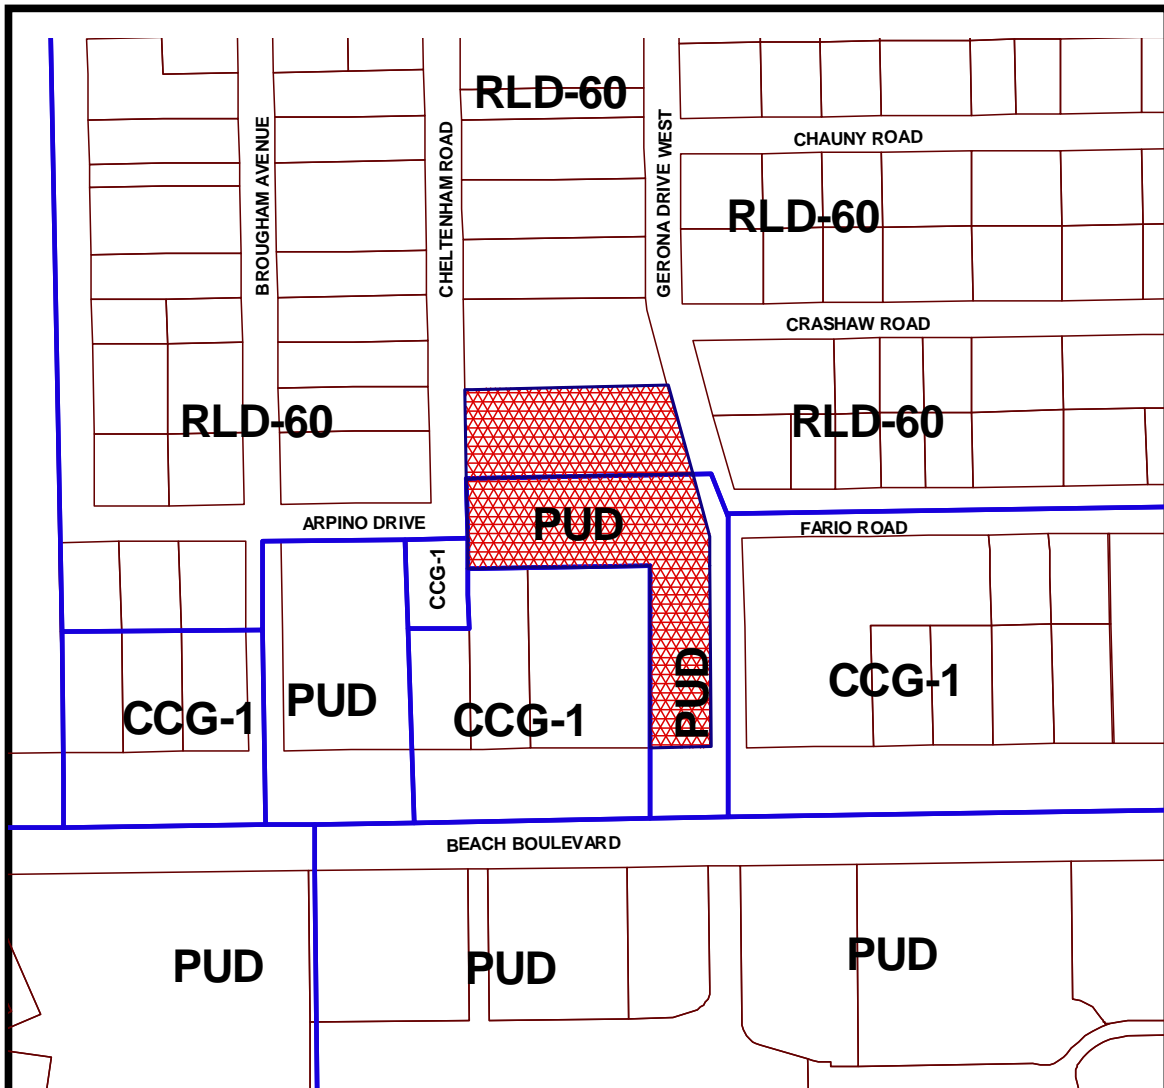 RLD-60
CHAUNY ROAD
BROUGHAM AVENUE
CHELTENHAM ROAD
GERONA DRIVE WEST
RLD-60
CRASHAW ROAD
RLD-60
RLD-60
ARPINO DRIVE
PUD
FARIO ROAD
CCG-1
CCG-1
PUD
CCG-1
PUD
CCG-1
BEACH BOULEVARD
PUD
PUD
PUD